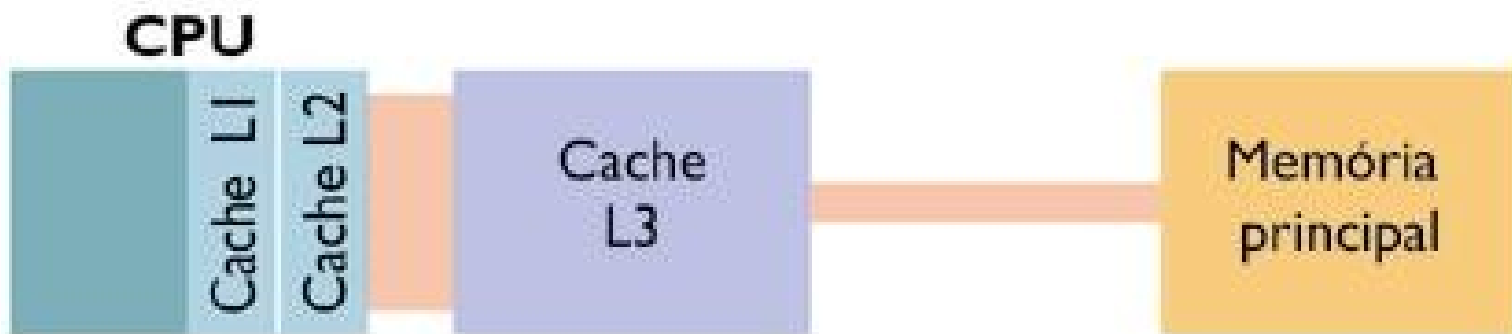 CPU
Cache L1
Cache L2
Cache
L3
Memória
principal